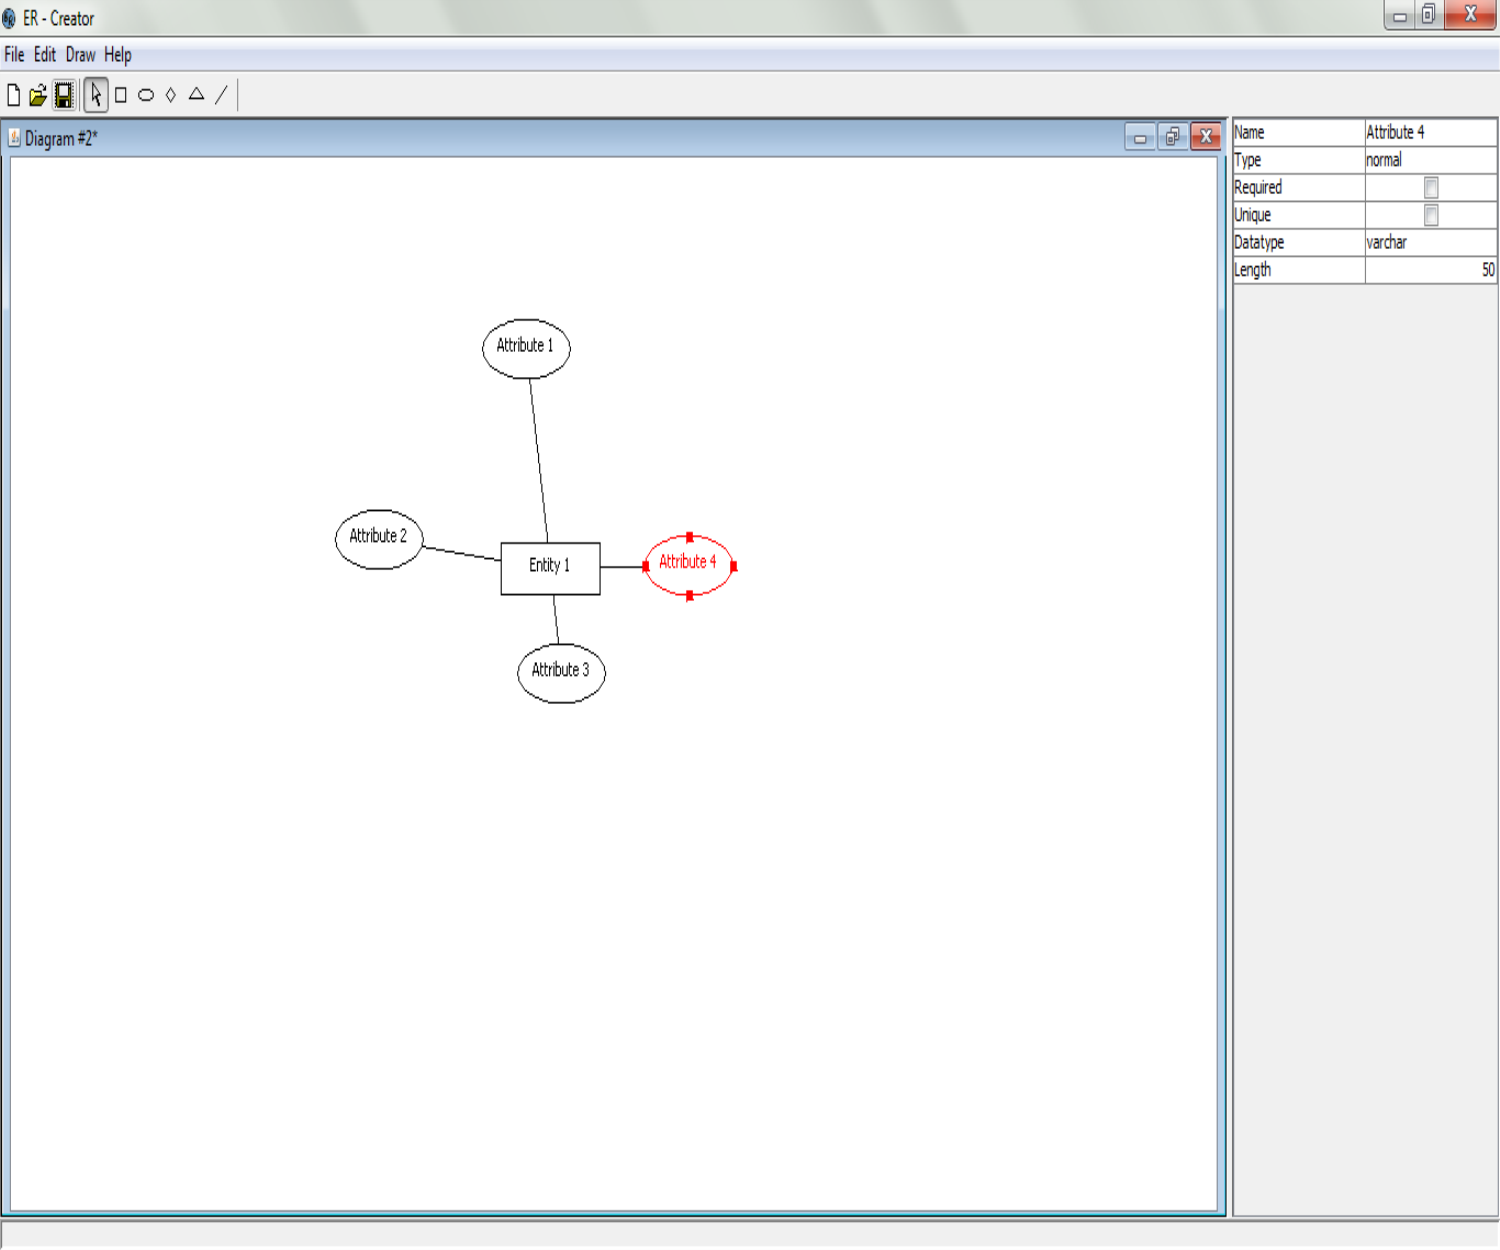 ER - Creator
File Edit Draw Help
Diagram #2*
Name Attribute 4
Type normal
Required
Unique
Datatype varchar
Length 50
Attribute 1
Attribute 2
Entity 1
Attribute 4
Attribute 3